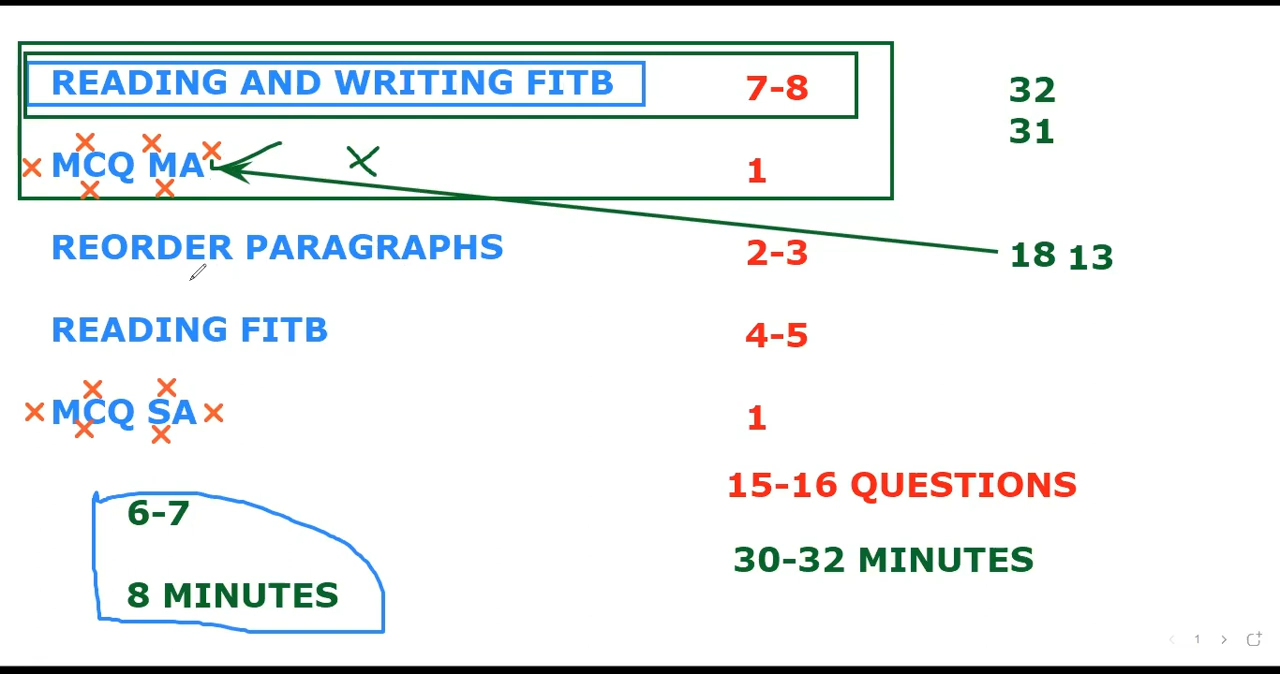 READING AND WRITING FITB 7-8 32
31
MCQ MA 1
REORDER PARAGRAPHS 2-3 18 13
READING FITB 4-5
MCQ SA 1
15-16 QUESTIONS
6-7
30-32 MINUTES
8 MINUTES
1